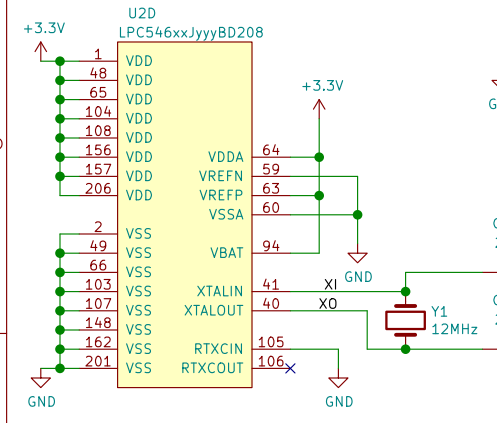 U2D
LPC546xxJyyyBD208
+3.3V
1 VDD
48 VDD
65 VDD
104 VDD
108 VDD
156 VDD
157 VDD
206 VDD
2 VSS
49 VSS
66 VSS
103 VSS
107 VSS
148 VSS
162 VSS
201 VSS
GND
+3.3V
VDDA 64
VREFN 59
VREFP 63
VSSA 60
VBAT 94
GND
XTALIN 41 XI
XTALOUT 40 XO
RTXCIN 105
RTXCOUT 106
GND
Y1
12MHz